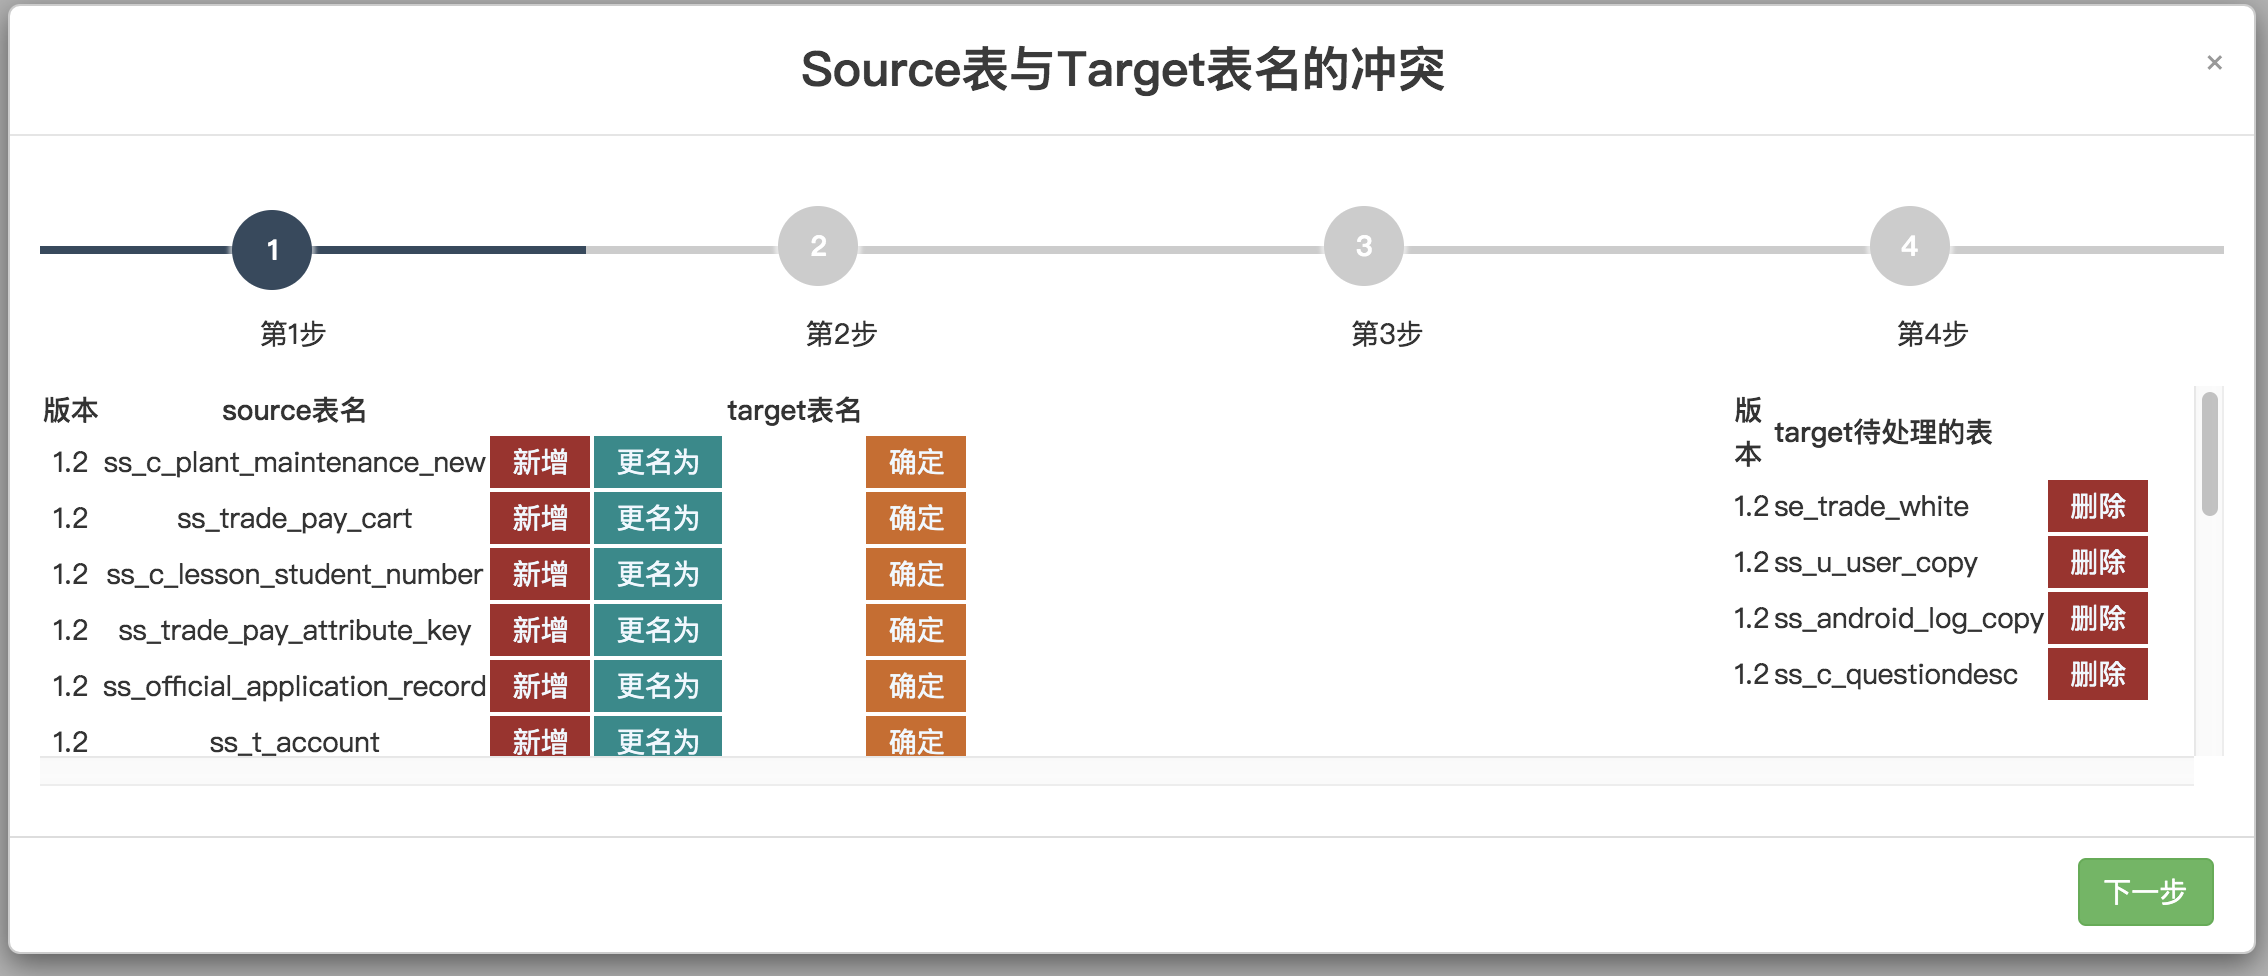 Source表与Target表名的冲突
×
1 2 3 4
第1步 第2步 第3步 第4步
版本 source表名 target表名
1.2 ss_c_plant_maintenance_new 新增 更名为 确定
1.2 ss_trade_pay_cart 新增 更名为 确定
1.2 ss_c_lesson_student_number 新增 更名为 确定
1.2 ss_trade_pay_attribute_key 新增 更名为 确定
1.2 ss_official_application_record 新增 更名为 确定
1.2 ss_t_account 新增 更名为 确定
版本 target待处理的表
1.2 se_trade_white 删除
1.2 ss_u_user_copy 删除
1.2 ss_android_log_copy 删除
1.2 ss_c_questiondesc 删除
下一步